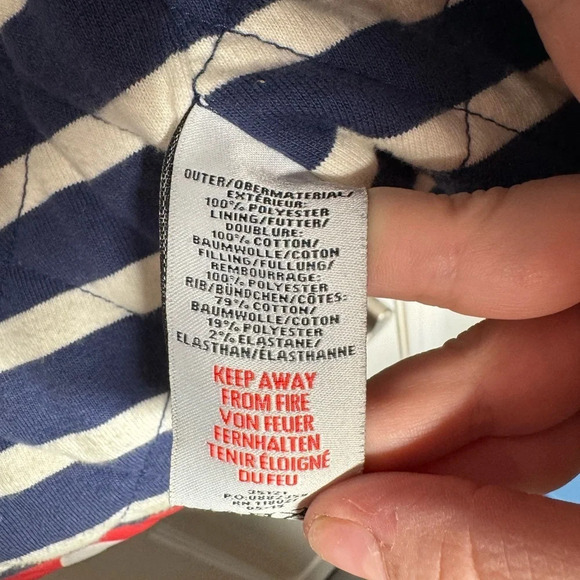 OUTER/OBERMATERIAL/
EXTÉRIEUR:
100% POLYESTER
LINING/FUTTER/
DOUBLURE:
100% COTTON/
BAUMWOLLE/COTON
FILLING/FÜLLUNG/
REMBOURRAGE:
100% POLYESTER
RIB/BÜNDCHEN/CÔTES:
79% COTTON/
BAUMWOLLE/COTON
19% POLYESTER
2% ELASTANE/
ELASTHAN/ÉLASTHANNE
KEEP AWAY
FROM FIRE
VON FEUER
FERNHALTEN
TENIR ÉLOIGNÉ
DU FEU
35121